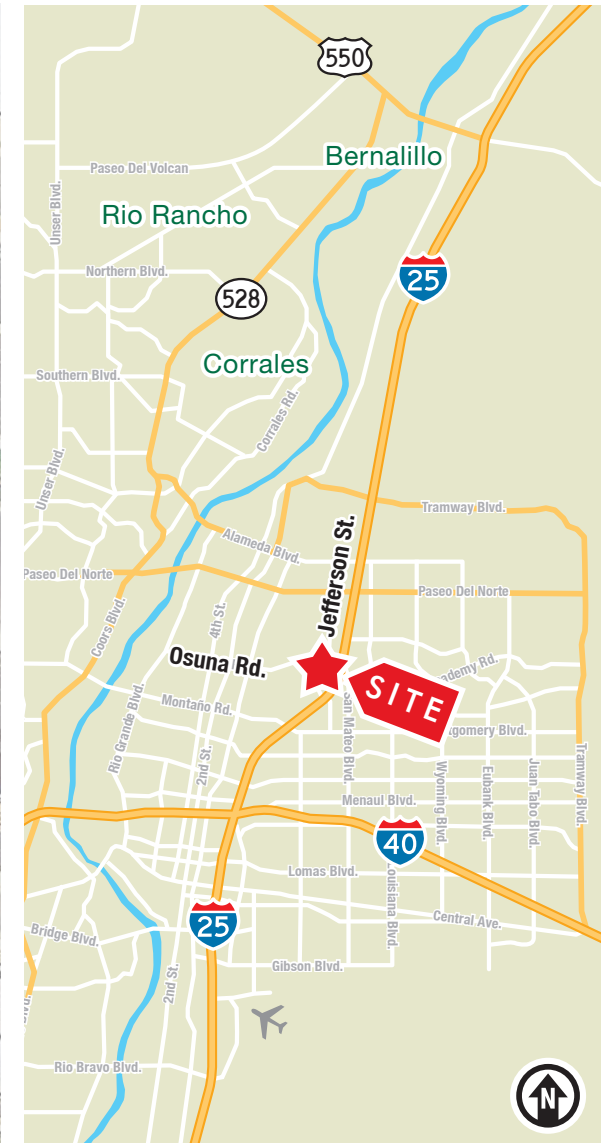 550
Bernalillo
Paseo Del Volcan
Unser Blvd.
Rio Rancho
Northern Blvd.
25
528
Corrales
Southern Blvd.
Corrales Rd.
Unser Blvd.
Tramway Blvd.
Jefferson St.
Alameda Blvd.
Paseo Del Norte
Paseo Del Norte
4th St.
Coors Blvd.
Osuna Rd.
SITE
Rd.
Rio Grande Blvd.
Montaño Rd.
San Mateo Blvd.
Blvd.
2nd St.
Wyoming Blvd.
Eubank Blvd.
Juan Tabo Blvd.
Tramway Blvd.
Menaul Blvd.
40
Lomas Blvd.
Louisiana Blvd.
Central Ave.
25
Bridge Blvd.
Gibson Blvd.
2nd St.
Rio Bravo Blvd.
N